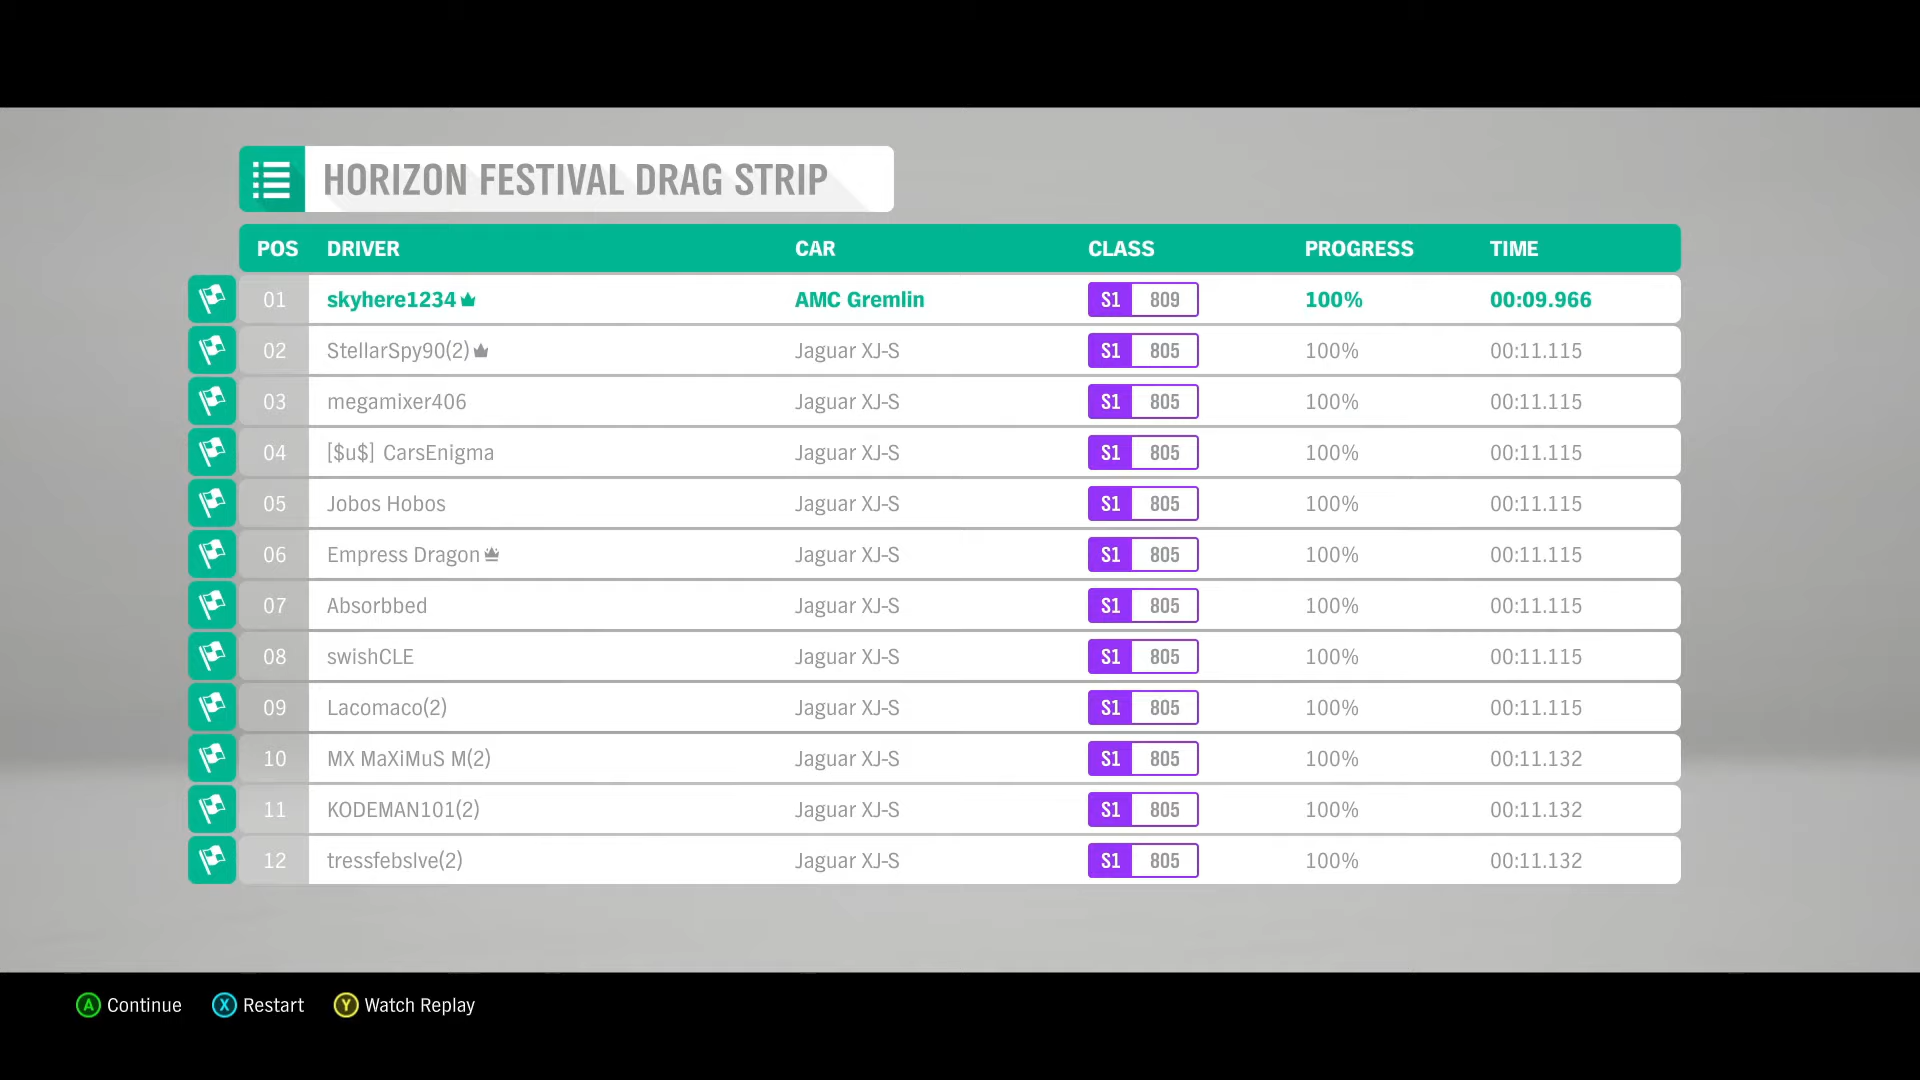 HORIZON FESTIVAL DRAG STRIP
POS DRIVER CAR CLASS PROGRESS TIME
01 skyhere1234 AMC Gremlin S1 809 100% 00:09.966
02 StellarSpy90(2) Jaguar XJ-S S1 805 100% 00:11.115
03 megamixer406 Jaguar XJ-S S1 805 100% 00:11.115
04 [$u$] CarsEnigma Jaguar XJ-S S1 805 100% 00:11.115
05 Jobos Hobos Jaguar XJ-S S1 805 100% 00:11.115
06 Empress Dragon Jaguar XJ-S S1 805 100% 00:11.115
07 Absorbbed Jaguar XJ-S S1 805 100% 00:11.115
08 swishCLE Jaguar XJ-S S1 805 100% 00:11.115
09 Lacomaco(2) Jaguar XJ-S S1 805 100% 00:11.115
10 MX MaXiMuS M(2) Jaguar XJ-S S1 805 100% 00:11.132
11 KODEMAN101(2) Jaguar XJ-S S1 805 100% 00:11.132
12 tressfebslve(2) Jaguar XJ-S S1 805 100% 00:11.132
A Continue X Restart Y Watch Replay